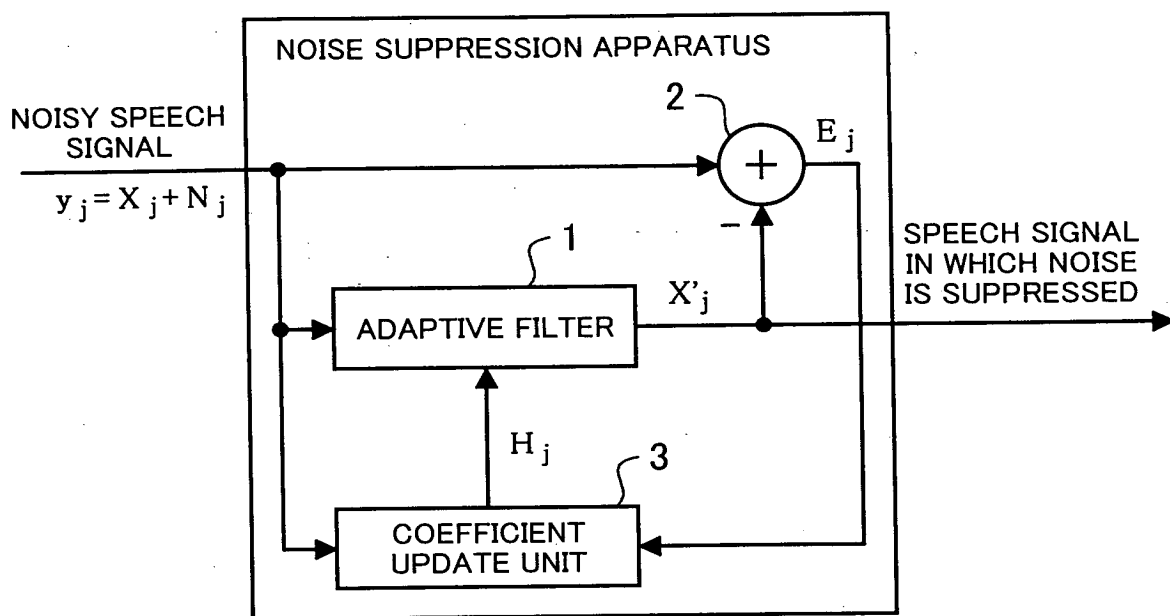 NOISE SUPPRESSION APPARATUS
NOISY SPEECH
SIGNAL
y j = X j + N j
2
E j
+
−
1
ADAPTIVE FILTER
X' j
SPEECH SIGNAL
IN WHICH NOISE
IS SUPPRESSED
H j
3
COEFFICIENT
UPDATE UNIT